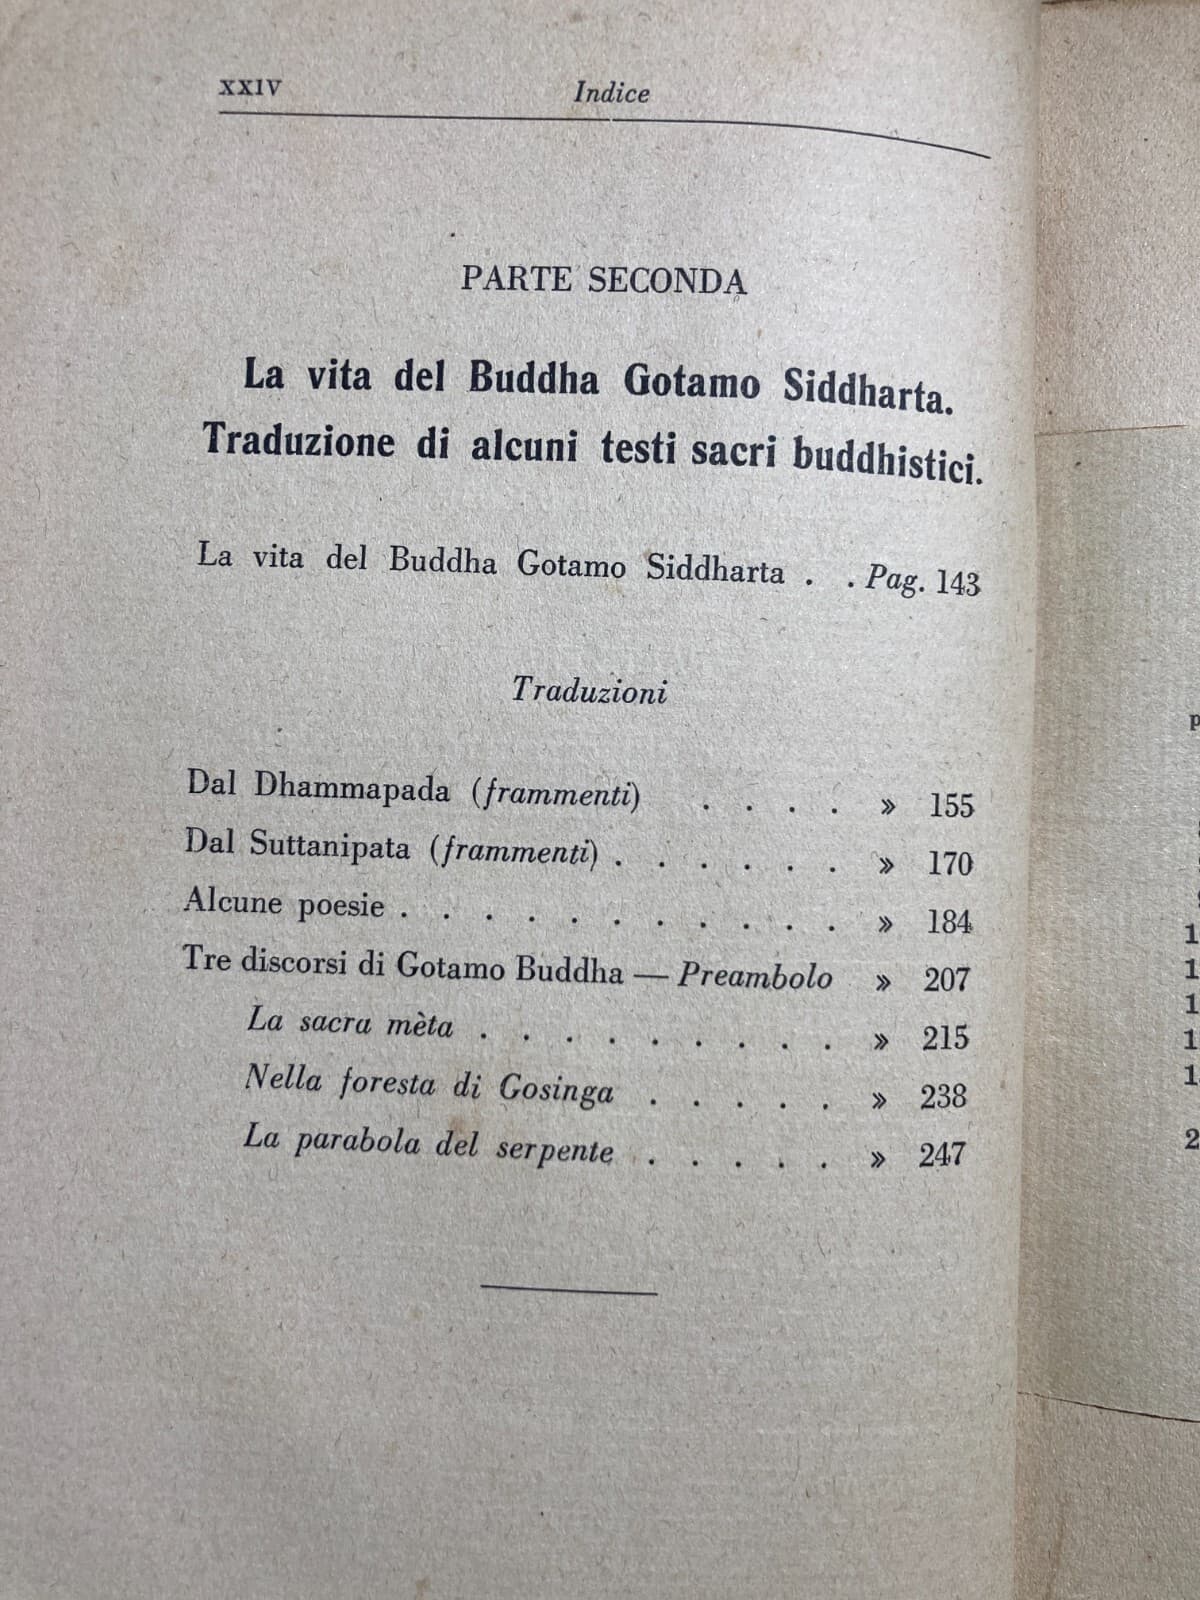 XXIV Indice
PARTE SECONDA
La vita del Buddha Gotamo Siddharta.
Traduzione di alcuni testi sacri buddhistici.
La vita del Buddha Gotamo Siddharta . . Pag. 143
Traduzioni
Dal Dhammapada (frammenti) . . . . » 155
Dal Suttanipata (frammenti) . . . . . . » 170
Alcune poesie . . . . . . . . . . . » 184
Tre discorsi di Gotamo Buddha — Preambolo » 207
La sacra mèta . . . . . . . . . » 215
Nella foresta di Gosinga . . . . . » 238
La parabola del serpente . . . . . » 247